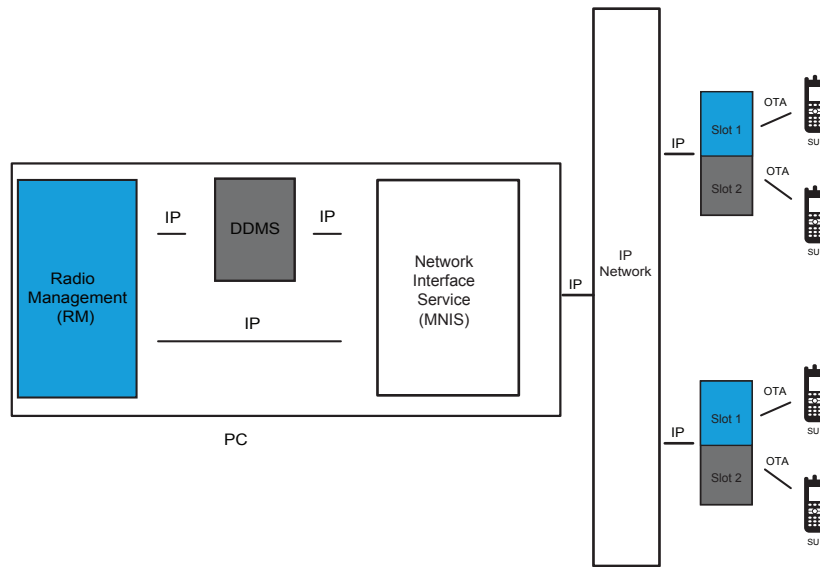 Radio
Management
(RM)
IP
DDMS
IP
IP
Network
Interface
Service
(MNIS)
PC
IP
IP
Network
IP
Slot 1
Slot 2
OTA
SU
OTA
SU
IP
Slot 1
Slot 2
OTA
SU
OTA
SU